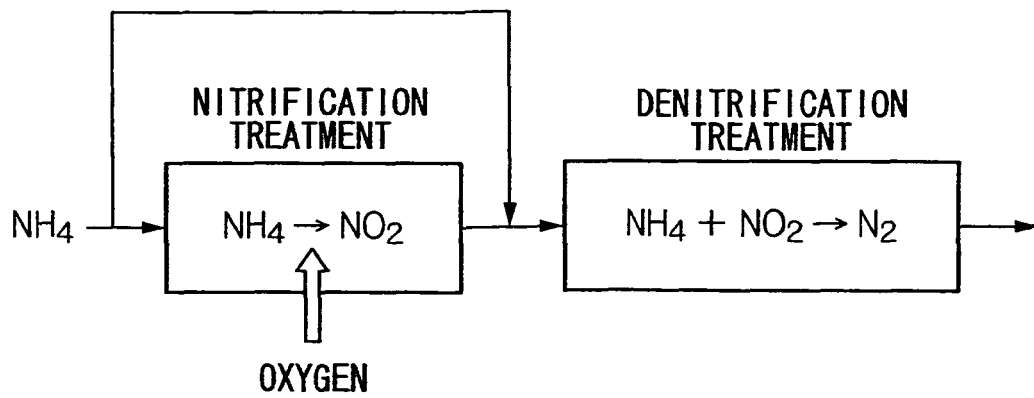 NITRIFICATION
TREATMENT
DENITRIFICATION
TREATMENT
NH₄
NH₄ → NO₂
NH₄ + NO₂ → N₂
OXYGEN